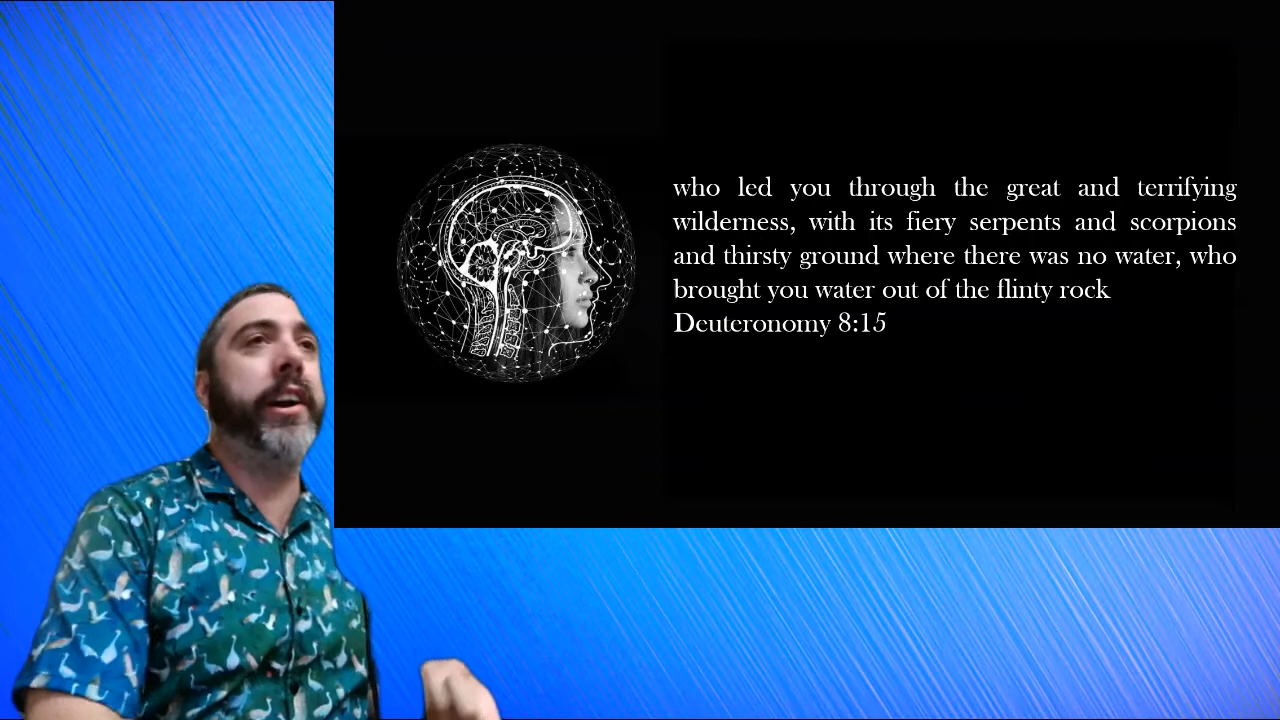 who led you through the great and terrifying
wilderness, with its fiery serpents and scorpions
and thirsty ground where there was no water, who
brought you water out of the flinty rock
Deuteronomy 8:15